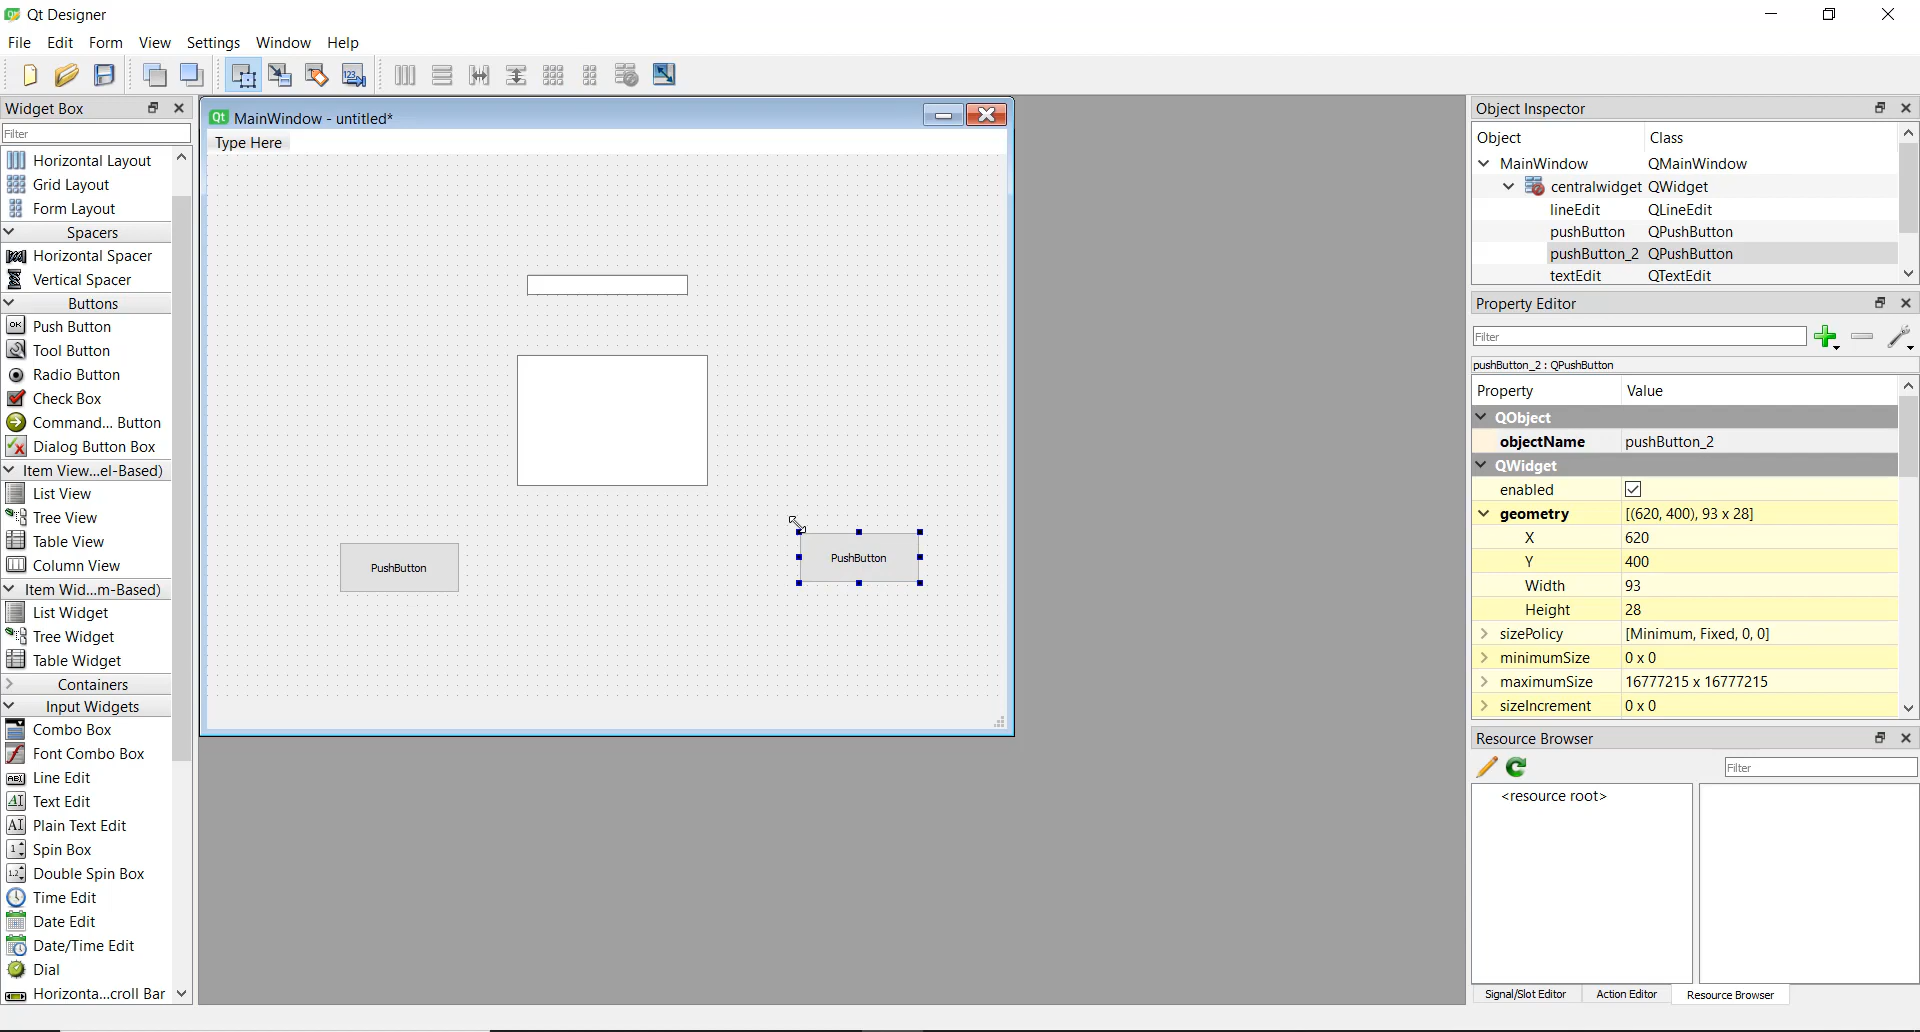 Qt Designer
File Edit Form View Settings Window Help
Widget Box
Filter
Horizontal Layout
Grid Layout
Form Layout
Spacers
Horizontal Spacer
Vertical Spacer
Buttons
Push Button
Tool Button
Radio Button
Check Box
Command... Button
Dialog Button Box
Item View...el-Based)
List View
Tree View
Table View
Column View
Item Wid...m-Based)
List Widget
Tree Widget
Table Widget
Containers
Input Widgets
Combo Box
Font Combo Box
Line Edit
Text Edit
Plain Text Edit
Spin Box
Double Spin Box
Time Edit
Date Edit
Date/Time Edit
Dial
Horizonta...croll Bar
MainWindow - untitled*
Type Here
PushButton
PushButton
Object Inspector
Object Class
MainWindow QMainWindow
centralwidget QWidget
lineEdit QLineEdit
pushButton QPushButton
pushButton_2 QPushButton
textEdit QTextEdit
Property Editor
Filter
pushButton_2 : QPushButton
Property Value
QObject
objectName pushButton_2
QWidget
enabled
geometry [(620, 400), 93 x 28]
X 620
Y 400
Width 93
Height 28
sizePolicy [Minimum, Fixed, 0, 0]
minimumSize 0 x 0
maximumSize 16777215 x 16777215
sizeIncrement 0 x 0
Resource Browser
Filter
<resource root>
Signal/Slot Editor Action Editor Resource Browser